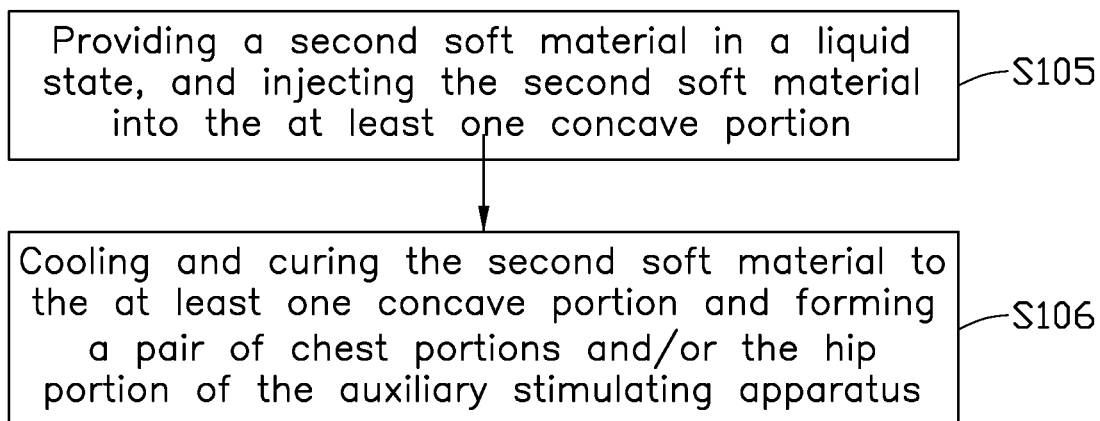 Providing a second soft material in a liquid
state, and injecting the second soft material
into the at least one concave portion
S105
Cooling and curing the second soft material to
the at least one concave portion and forming
a pair of chest portions and/or the hip
portion of the auxiliary stimulating apparatus
S106